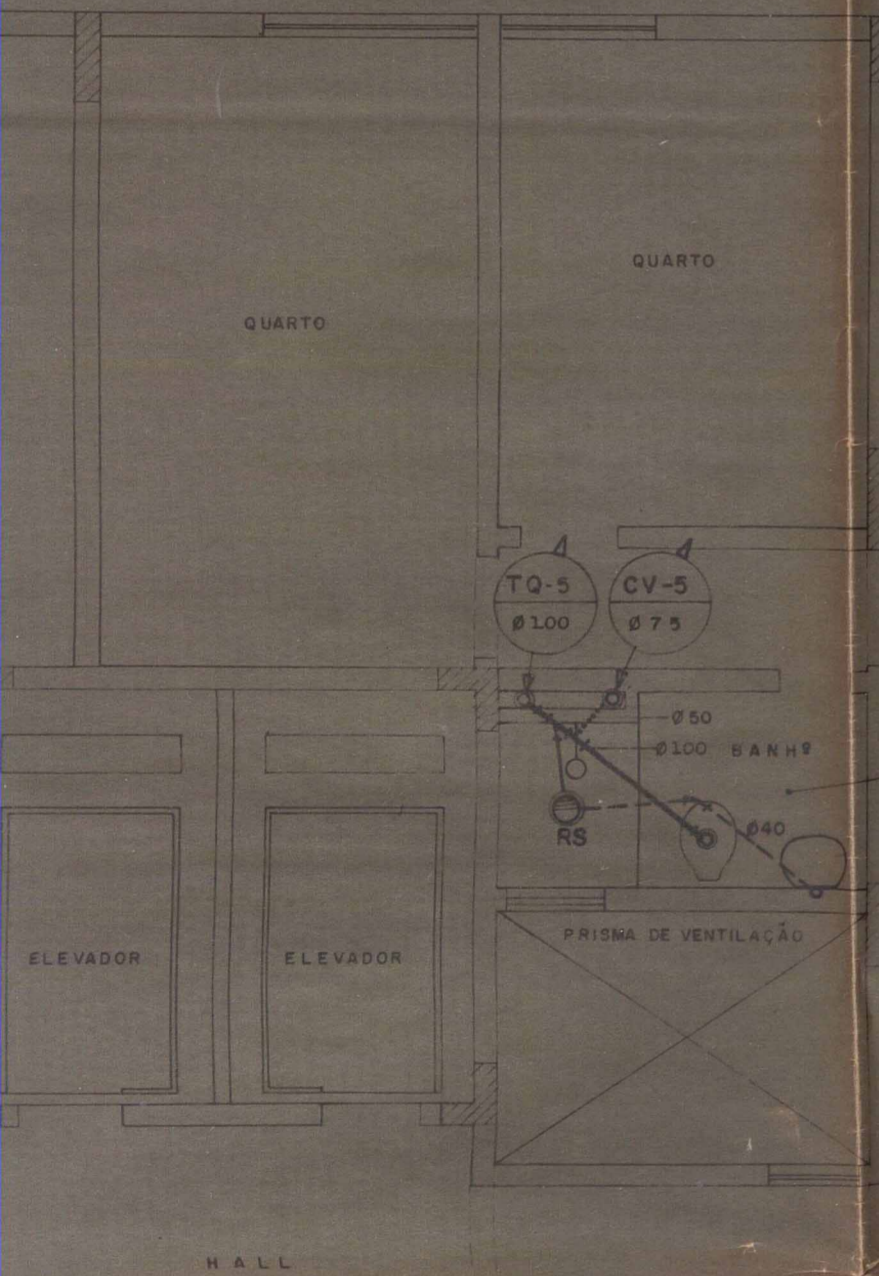 QUARTO
QUARTO
TQ-5
Ø100
CV-5
Ø75
Ø50
Ø100
BANHº
RS
Ø40
PRISMA DE VENTILAÇÃO
ELEVADOR
ELEVADOR
HALL